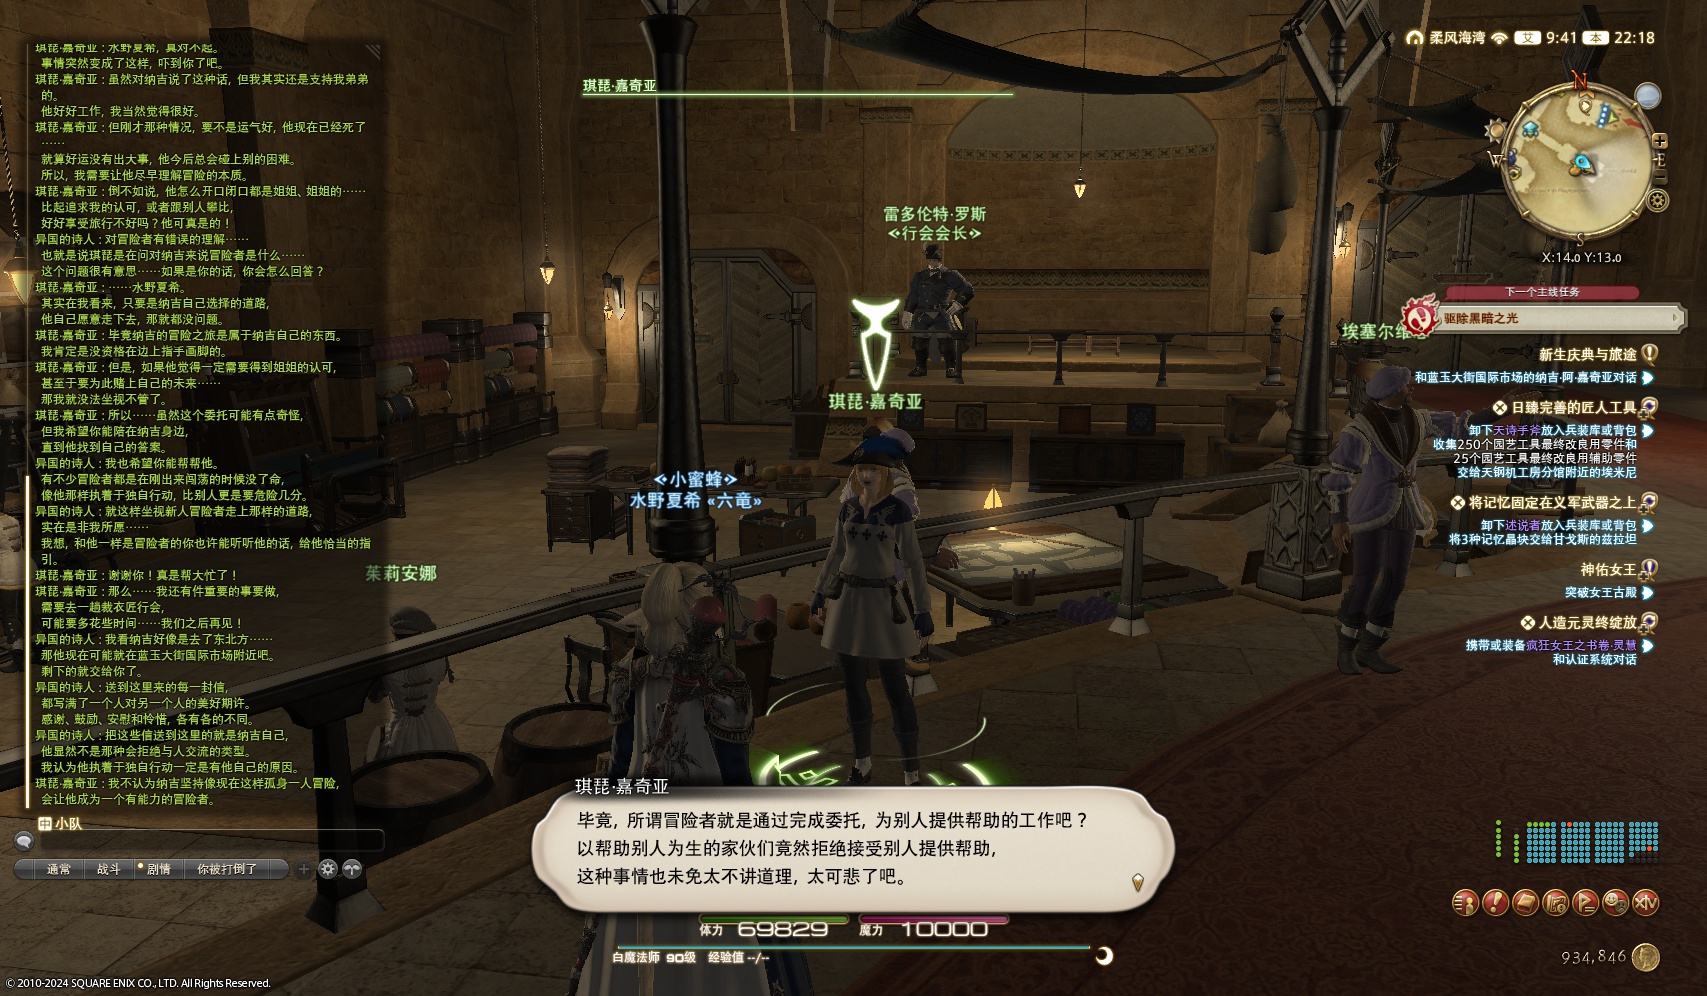 琪琵·嘉奇亚：水野夏希，真对不起。
事情突然变成了这样，吓到你了吧。
琪琵·嘉奇亚：虽然对纳吉说了这种话，但我其实还是支持我弟弟
的。
他好好工作，我当然觉得很好。
琪琵·嘉奇亚：但刚才那种情况，要不是运气好，他现在已经死了
……
就算好运没有出大事，他今后总会碰上别的困难。
所以，我需要让他尽早理解冒险的本质。
琪琵·嘉奇亚：倒不如说，他怎么开口闭口都是姐姐、姐姐的……
比起追求我的认可，或者跟别人攀比，
好好享受旅行不好吗？他可真是的！
异国的诗人：对冒险者有错误的理解……
也就是说琪琵是在问对纳吉来说冒险者是什么……
这个问题很有意思……如果是你的话，你会怎么回答？
琪琵·嘉奇亚：……水野夏希。
其实在我看来，只要是纳吉自己选择的道路，
他自己愿意走下去，那就都没问题。
琪琵·嘉奇亚：毕竟纳吉的冒险之旅是属于纳吉自己的东西。
我肯定是没资格在边上指手画脚的。
琪琵·嘉奇亚：但是，如果他觉得一定需要得到姐姐的认可，
甚至于要为此赌上自己的未来……
那我就没法坐视不管了。
琪琵·嘉奇亚：所以……虽然这个委托可能有点奇怪，
但我希望你能陪在纳吉身边，
直到他找到自己的答案。
异国的诗人：我也希望你能帮帮他。
有不少冒险者都是在刚出来闯荡的时候没了命，
像他那样执着于独自行动，比别人更是要危险几分。
异国的诗人：就这样坐视新人冒险者走上那样的道路，
实在是非我所愿……
我想，和他一样是冒险者的你也许能听听他的话，给他恰当的指
引。
琪琵·嘉奇亚：谢谢你！真是帮大忙了！
琪琵·嘉奇亚：那么……我还有件重要的事要做，
需要去一趟裁衣匠行会，
可能要多花些时间……我们之后再见！
异国的诗人：我看纳吉好像是去了东北方……
那他现在可能就在蓝玉大街国际市场附近吧。
剩下的就交给你了。
异国的诗人：送到这里来的每一封信，
都写满了一个人对另一个人的美好期许。
感谢、鼓励、安慰和怜惜，各有各的不同。
异国的诗人：把这些信送到这里的就是纳吉自己，
他显然不是那种会拒绝与人交流的类型。
我认为他执着于独自行动一定是有他自己的原因。
琪琵·嘉奇亚：我不认为纳吉坚持像现在这样孤身一人冒险，
会让他成为一个有能力的冒险者。
中 小队
通常 战斗 剧情 你被打倒了
© 2010-2024 SQUARE ENIX CO., LTD. All Rights Reserved.
琪琵·嘉奇亚
雷多伦特·罗斯
<行会会长>
琪琵·嘉奇亚
<小蜜蜂>
水野夏希 «六竜»
茱莉安娜
埃塞尔维
琪琵·嘉奇亚
毕竟，所谓冒险者就是通过完成委托，为别人提供帮助的工作吧？
以帮助别人为生的家伙们竟然拒绝接受别人提供帮助，
这种事情也未免太不讲道理，太可悲了吧。
体力 69829 魔力 10000
白魔法师 90级 经验值 --/--
柔风海湾 艾 9:41 本 22:18
N
W
E
S
X:14.0 Y:13.0
下一个主线任务
驱除黑暗之光
新生庆典与旅途
和蓝玉大街国际市场的纳吉·阿·嘉奇亚对话
日臻完善的匠人工具
卸下天诗手斧放入兵装库或背包
收集250个园艺工具最终改良用零件和
25个园艺工具最终改良用辅助零件
交给天钢机工房分馆附近的埃米尼
将记忆固定在义军武器之上
卸下述说者放入兵装库或背包
将3种记忆晶块交给甘戈斯的兹拉坦
神佑女王
突破女王古殿
人造元灵终绽放
携带或装备疯狂女王之书卷·灵慧
和认证系统对话
XIV
934,846